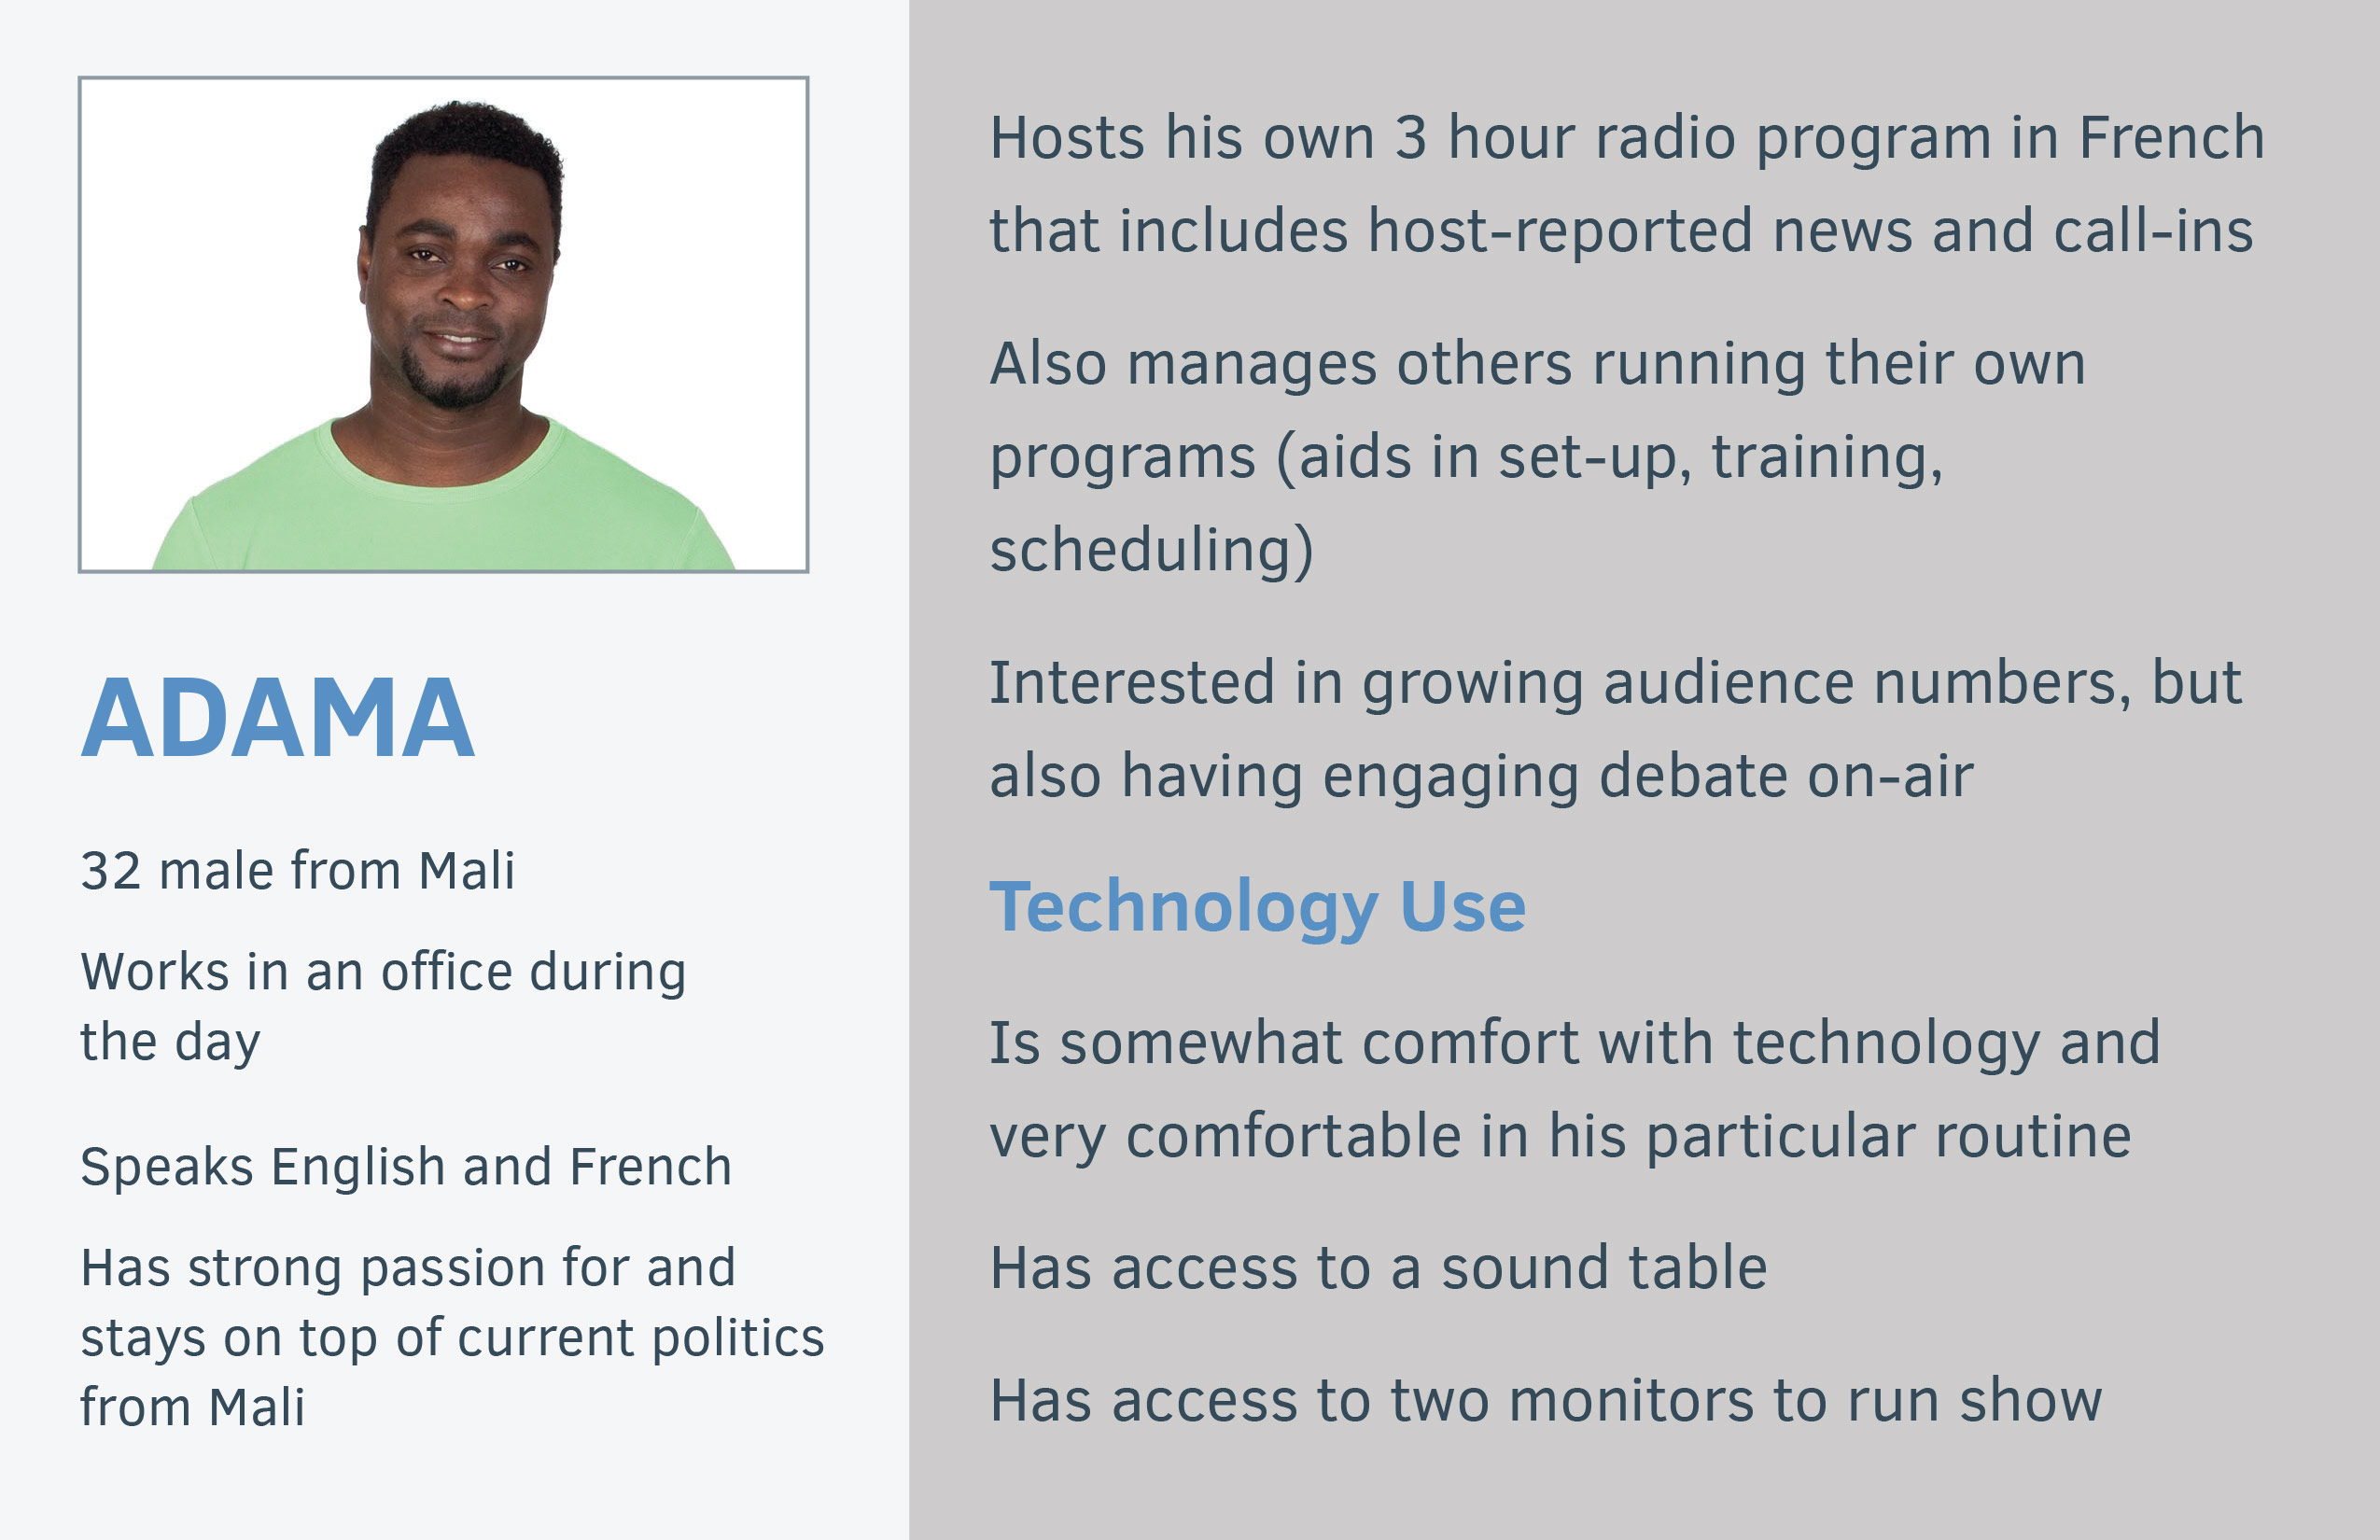 ADAMA
32 male from Mali
Works in an office during
the day
Speaks English and French
Has strong passion for and
stays on top of current politics
from Mali
Hosts his own 3 hour radio program in French
that includes host-reported news and call-ins
Also manages others running their own
programs (aids in set-up, training,
scheduling)
Interested in growing audience numbers, but
also having engaging debate on-air
Technology Use
Is somewhat comfort with technology and
very comfortable in his particular routine
Has access to a sound table
Has access to two monitors to run show